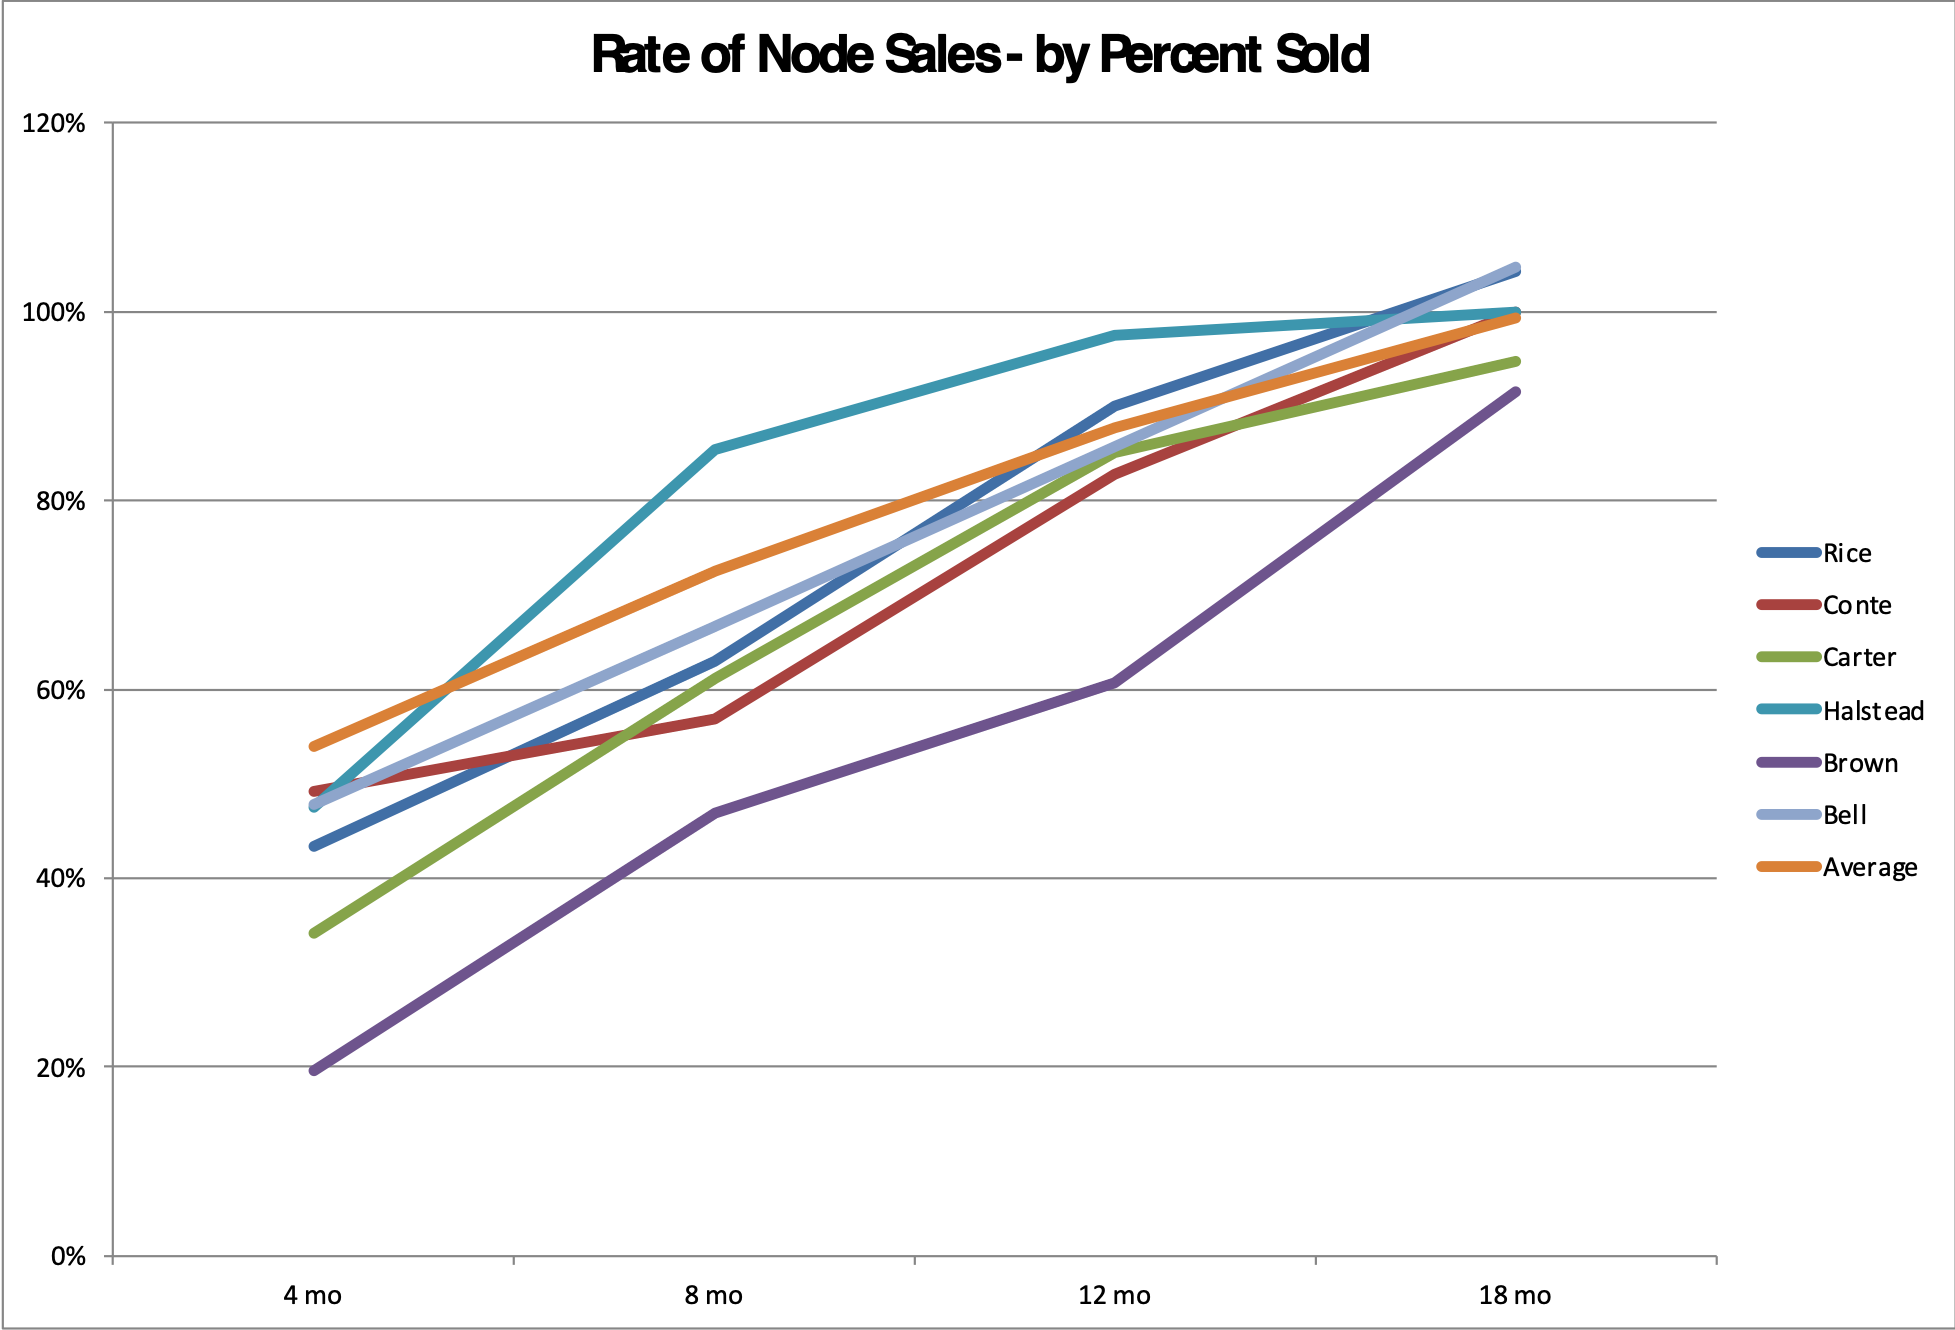 Rate of Node Sales - by Percent Sold
120%
100%
80%
60%
40%
20%
0%
4 mo
8 mo
12 mo
18 mo
Rice
Conte
Carter
Halstead
Brown
Bell
Average